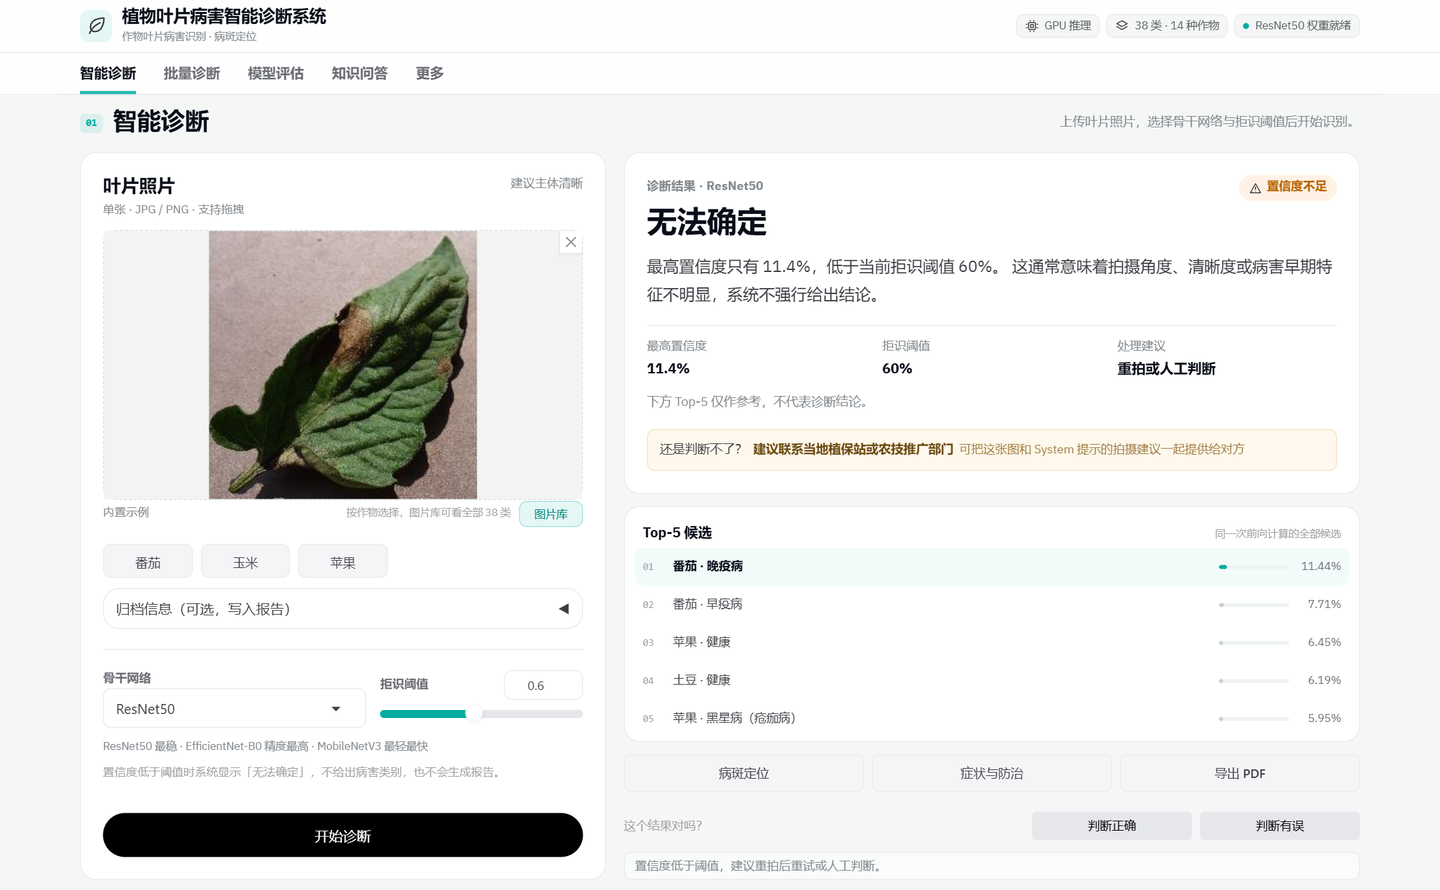 植物叶片病害智能诊断系统
作物叶片病害识别 · 病斑定位
GPU 推理
38 类 · 14 种作物
ResNet50 权重就绪
智能诊断
批量诊断
模型评估
知识问答
更多
01
智能诊断
上传叶片照片，选择骨干网络与拒识阈值后开始识别。
叶片照片
建议主体清晰
单张 · JPG / PNG · 支持拖拽
内置示例
按作物选择，图片库可看全部 38 类
图片库
番茄
玉米
苹果
归档信息（可选，写入报告）
骨干网络
ResNet50
拒识阈值
0.6
ResNet50 最稳 · EfficientNet-B0 精度最高 · MobileNetV3 最轻最快
置信度低于阈值时系统显示「无法确定」，不给出病害类别，也不会生成报告。
开始诊断
诊断结果 · ResNet50
置信度不足
无法确定
最高置信度只有 11.4%，低于当前拒识阈值 60%。 这通常意味着拍摄角度、清晰度或病害早期特
征不明显，系统不强行给出结论。
最高置信度
11.4%
拒识阈值
60%
处理建议
重拍或人工判断
下方 Top-5 仅作参考，不代表诊断结论。
还是判断不了？ 建议联系当地植保站或农技推广部门 可把这张图和 System 提示的拍摄建议一起提供给对方
Top-5 候选
同一次前向计算的全部候选
01 番茄 · 晚疫病 11.44%
02 番茄 · 早疫病 7.71%
03 苹果 · 健康 6.45%
04 土豆 · 健康 6.19%
05 苹果 · 黑星病（疮痂病） 5.95%
病斑定位
症状与防治
导出 PDF
这个结果对吗？
判断正确
判断有误
置信度低于阈值，建议重拍后重试或人工判断。